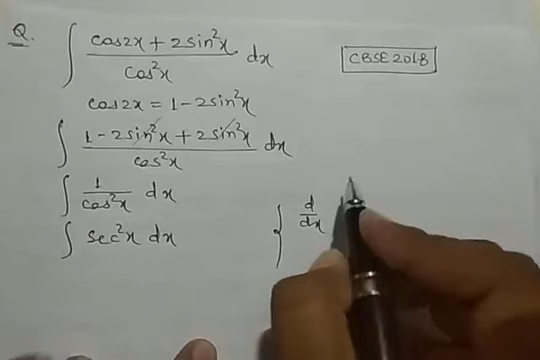 Q. ∫ (cos2x + 2sin²x)/(cos²x) dx
CBSE 2018
cos2x = 1 - 2sin²x
∫ (1 - 2sin²x + 2sin²x)/(cos²x) dx
∫ 1/(cos²x) dx
∫ sec²x dx
{ d/dx